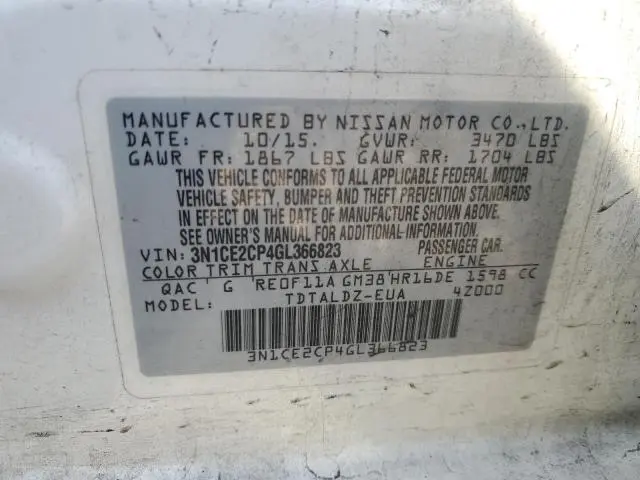 MANUFACTURED BY NISSAN MOTOR CO.,LTD.
DATE: 10/15. GVWR: 3470 LBS
GAWR FR: 1867 LBS GAWR RR: 1704 LBS
THIS VEHICLE CONFORMS TO ALL APPLICABLE FEDERAL MOTOR
VEHICLE SAFETY, BUMPER AND THEFT PREVENTION STANDARDS
IN EFFECT ON THE DATE OF MANUFACTURE SHOWN ABOVE.
SEE OWNER'S MANUAL FOR ADDITIONAL INFORMATION.
VIN: 3N1CE2CP4GL366823 PASSENGER CAR.
COLOR TRIM TRANS AXLE ENGINE
QAC G RE0F11A GM38 HR16DE 1598 CC
MODEL: TDTALDZ-EUA 4Z000
3N1CE2CP4GL366823